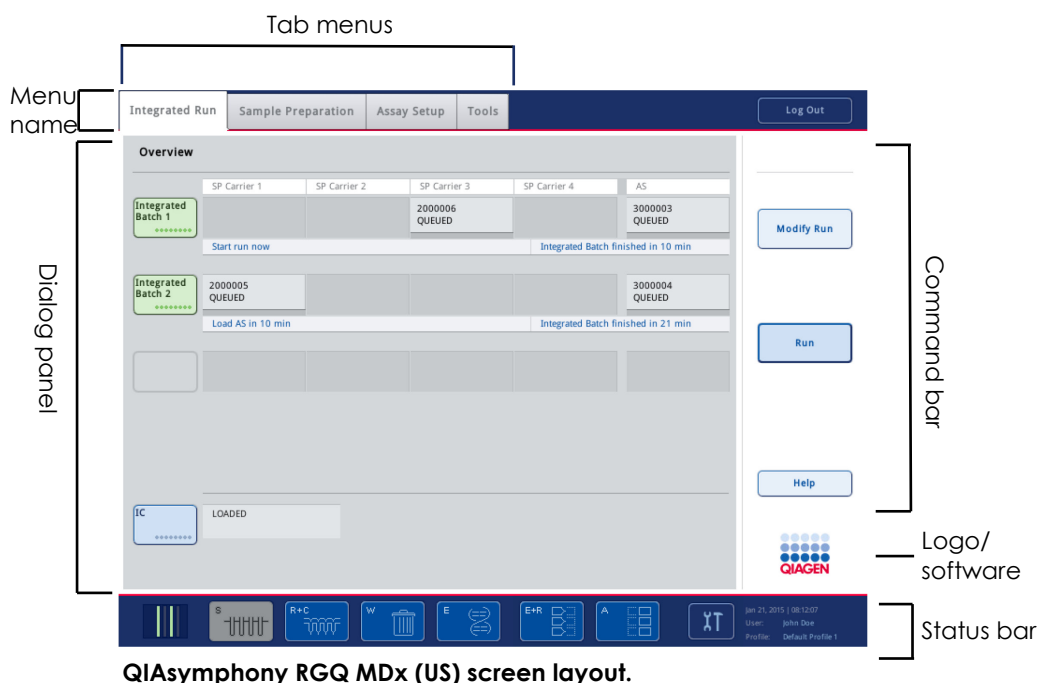 Tab menus
Menu name
Integrated Run
Sample Preparation
Assay Setup
Tools
Log Out
Overview
SP Carrier 1
SP Carrier 2
SP Carrier 3
SP Carrier 4
AS
Integrated Batch 1
2000006
QUEUED
3000003
QUEUED
Start run now
Integrated Batch finished in 10 min
Integrated Batch 2
2000005
QUEUED
3000004
QUEUED
Load AS in 10 min
Integrated Batch finished in 21 min
IC
LOADED
Modify Run
Run
Help
QIAGEN
Dialog panel
Command bar
Logo/
software
S
R+C
W
E
E+R
A
Jan 21, 2015 | 08:12:07
User: John Doe
Profile: Default Profile 1
Status bar
QIAsymphony RGQ MDx (US) screen layout.